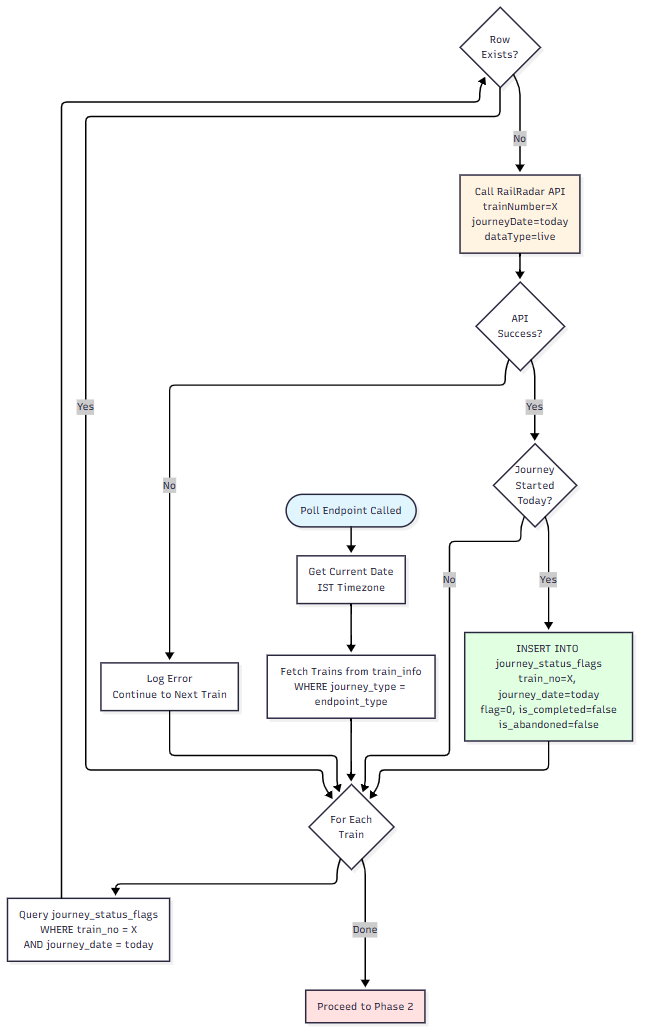 Row
Exists?
No
Call RailRadar API
trainNumber=X
journeyDate=today
dataType=live
API
Success?
Yes
Yes
Journey
Started
Today?
No
Poll Endpoint Called
Get Current Date
IST Timezone
No
Yes
INSERT INTO
journey_status_flags
train_no=X,
journey_date=today
flag=0, is_completed=false
is_abandoned=false
Log Error
Continue to Next Train
Fetch Trains from train_info
WHERE journey_type =
endpoint_type
For Each
Train
Query journey_status_flags
WHERE train_no = X
AND journey_date = today
Done
Proceed to Phase 2